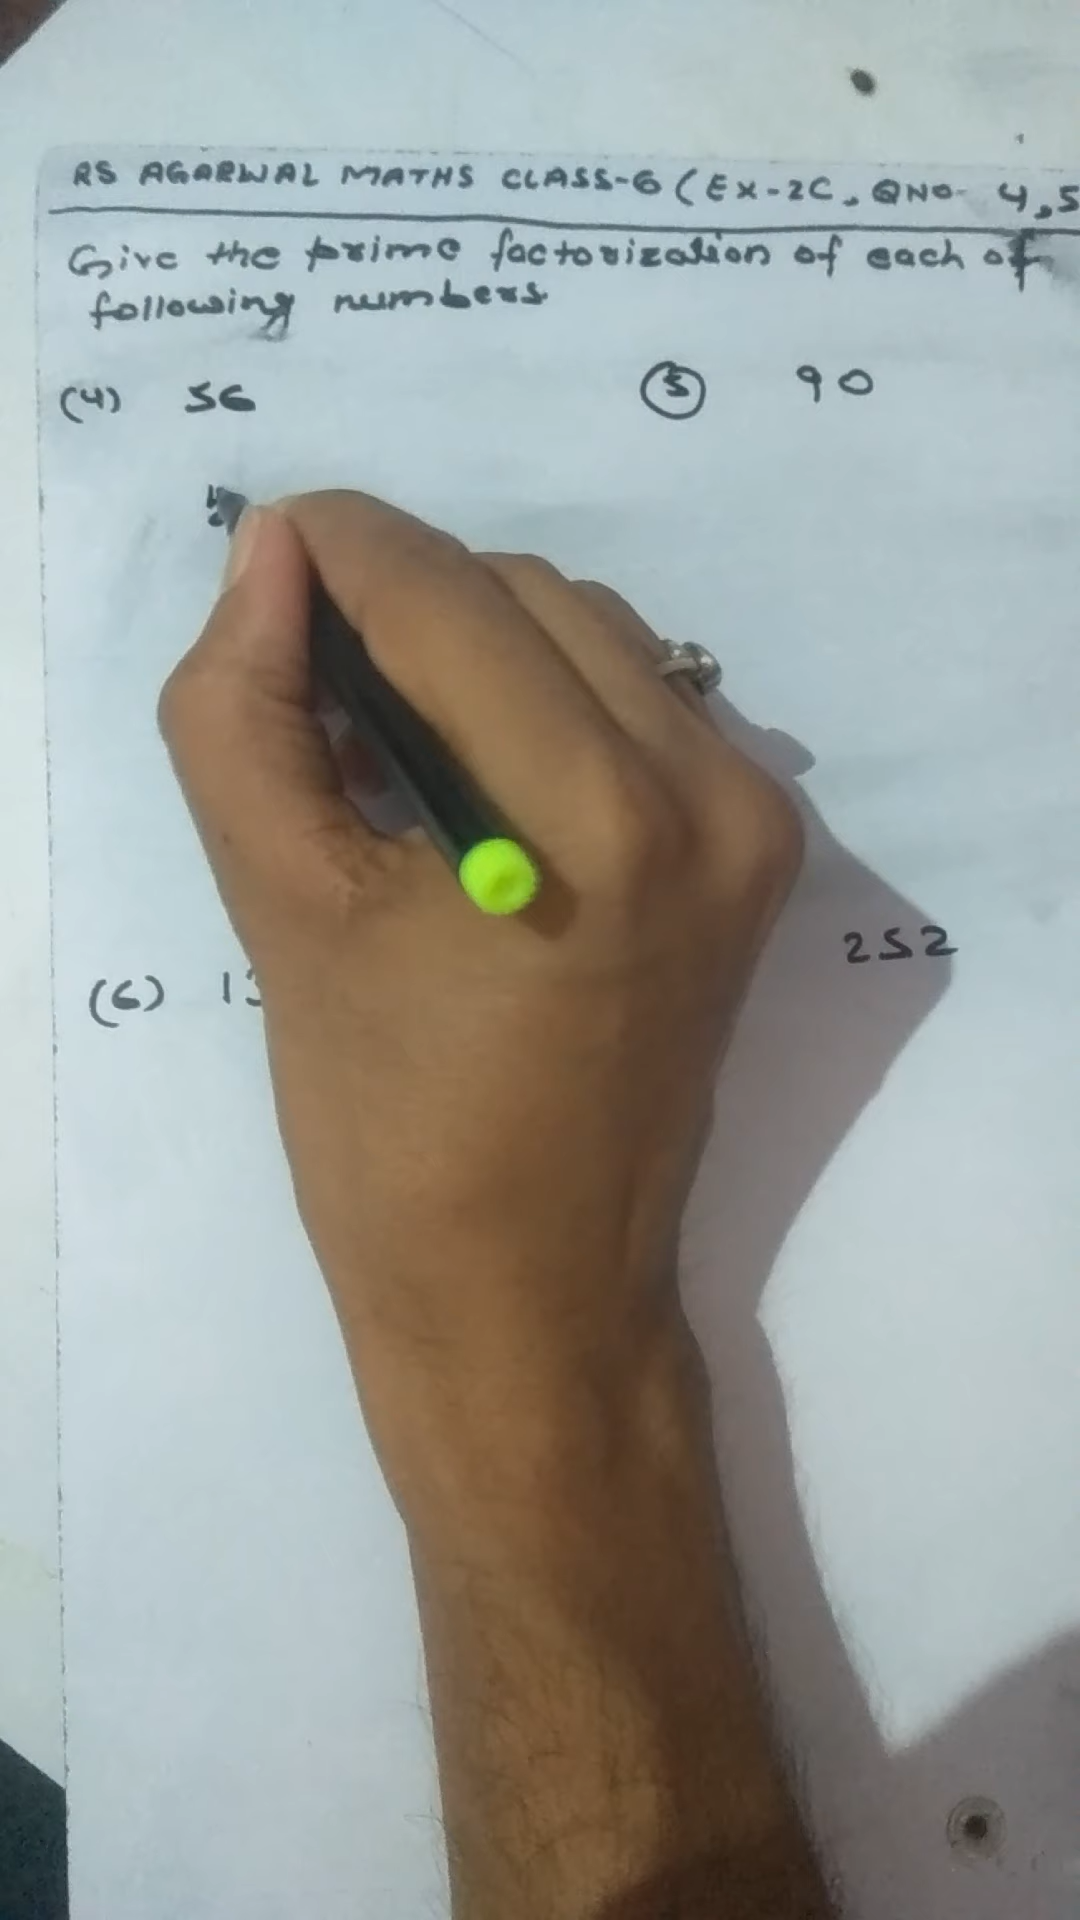 RS AGARWAL MATHS CLASS-6 (EX-2C, QNO- 4,5
Give the prime factorization of each of
following numbers
(4) 56
(5) 90
252
(6)